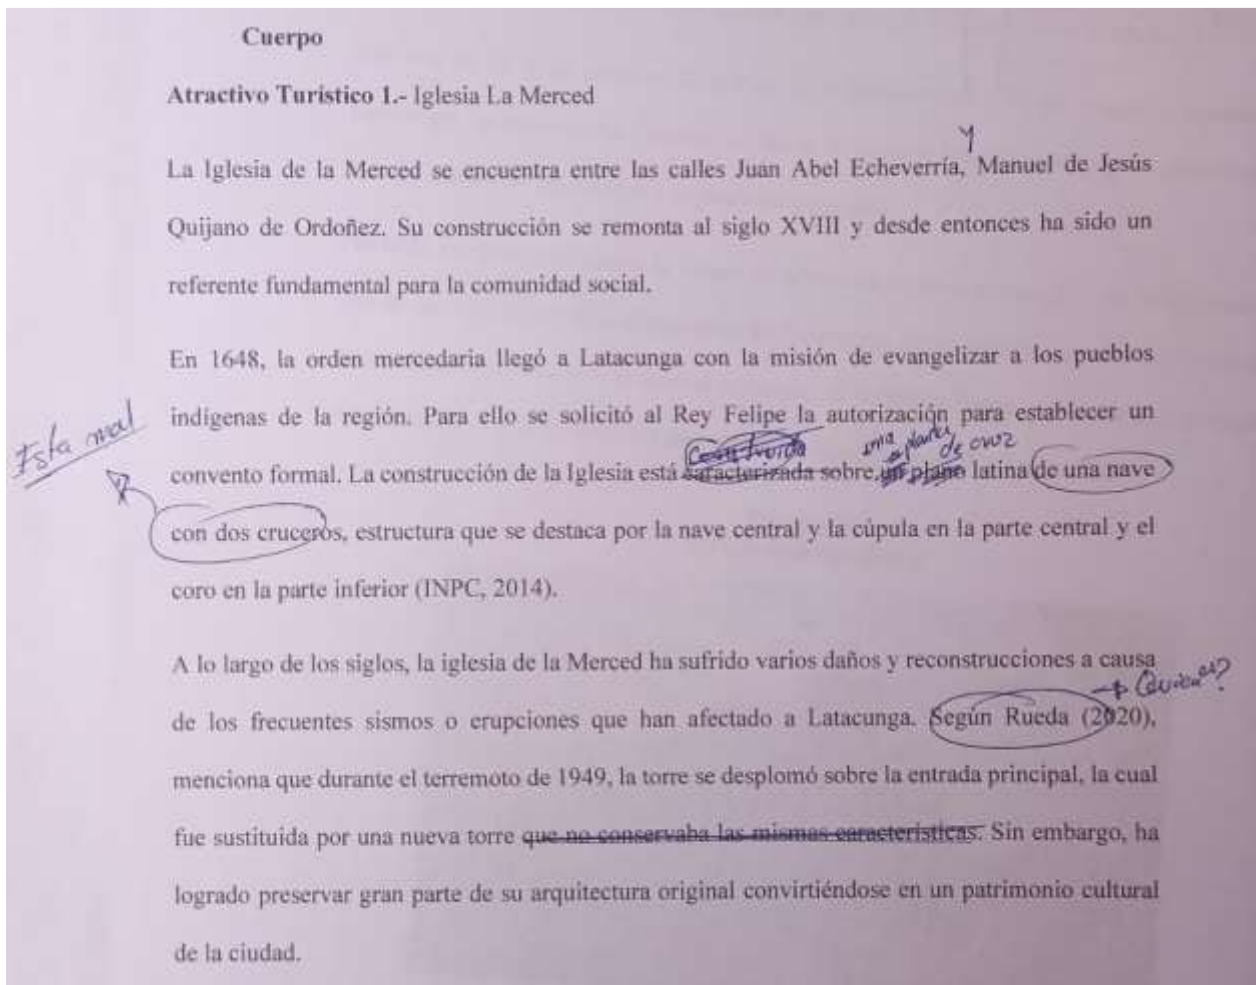 Cuerpo
Atractivo Turístico 1.- Iglesia La Merced
y
La Iglesia de la Merced se encuentra entre las calles Juan Abel Echeverría, Manuel de Jesús
Quijano de Ordoñez. Su construcción se remonta al siglo XVIII y desde entonces ha sido un
referente fundamental para la comunidad social.
En 1648, la orden mercedaria llegó a Latacunga con la misión de evangelizar a los pueblos
Esta mal
indígenas de la región. Para ello se solicitó al Rey Felipe la autorización para establecer un
Construida una planta de cruz
convento formal. La construcción de la Iglesia está caracterizada sobre un plano latina de una nave
con dos cruceros, estructura que se destaca por la nave central y la cúpula en la parte central y el
coro en la parte inferior (INPC, 2014).
A lo largo de los siglos, la iglesia de la Merced ha sufrido varios daños y reconstrucciones a causa
Quien es?
de los frecuentes sismos o erupciones que han afectado a Latacunga. Según Rueda (2020),
menciona que durante el terremoto de 1949, la torre se desplomó sobre la entrada principal, la cual
fue sustituida por una nueva torre que no conservaba las mismas características. Sin embargo, ha
logrado preservar gran parte de su arquitectura original convirtiéndose en un patrimonio cultural
de la ciudad.